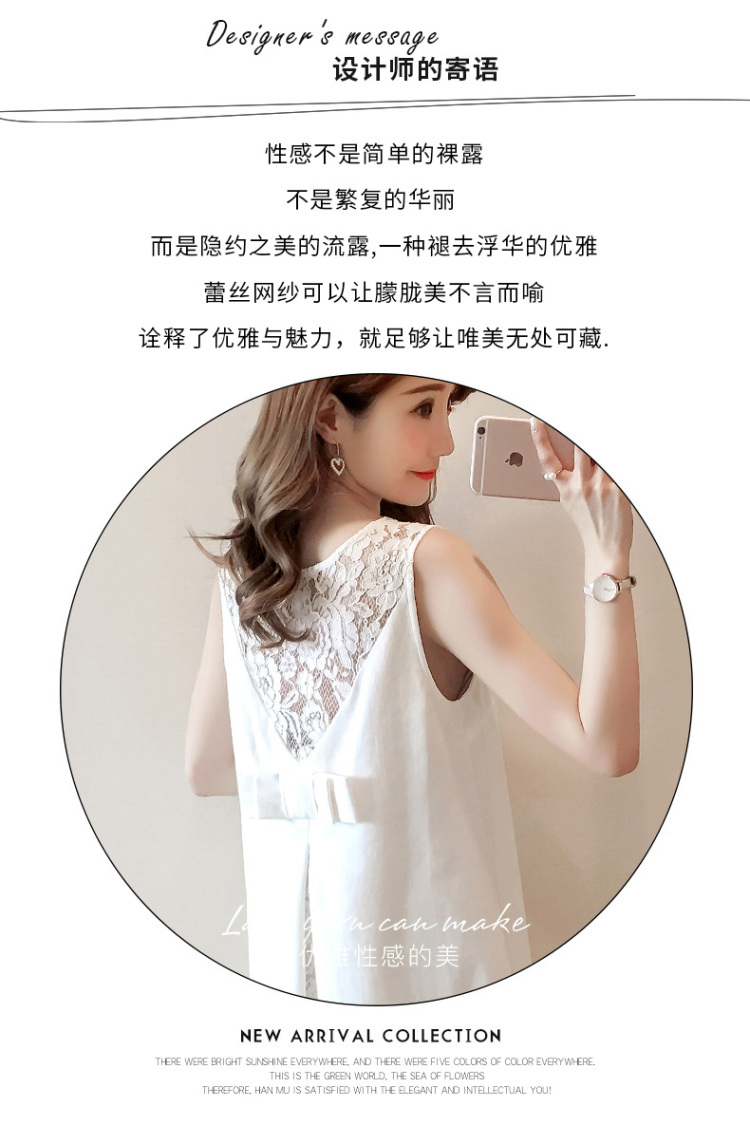 Designer's message
设计师的寄语
性感不是简单的裸露
不是繁复的华丽
而是隐约之美的流露,一种褪去浮华的优雅
蕾丝网纱可以让朦胧美不言而喻
诠释了优雅与魅力，就足够让唯美无处可藏.
you can make
优雅性感的美
NEW ARRIVAL COLLECTION
THERE WERE BRIGHT SUNSHINE EVERYWHERE, AND THERE WERE FIVE COLORS OF COLOR EVERYWHERE.
THIS IS THE GREEN WORLD, THE SEA OF FLOWERS
THEREFORE, HAN MU IS SATISFIED WITH THE ELEGANT AND INTELLECTUAL YOU!